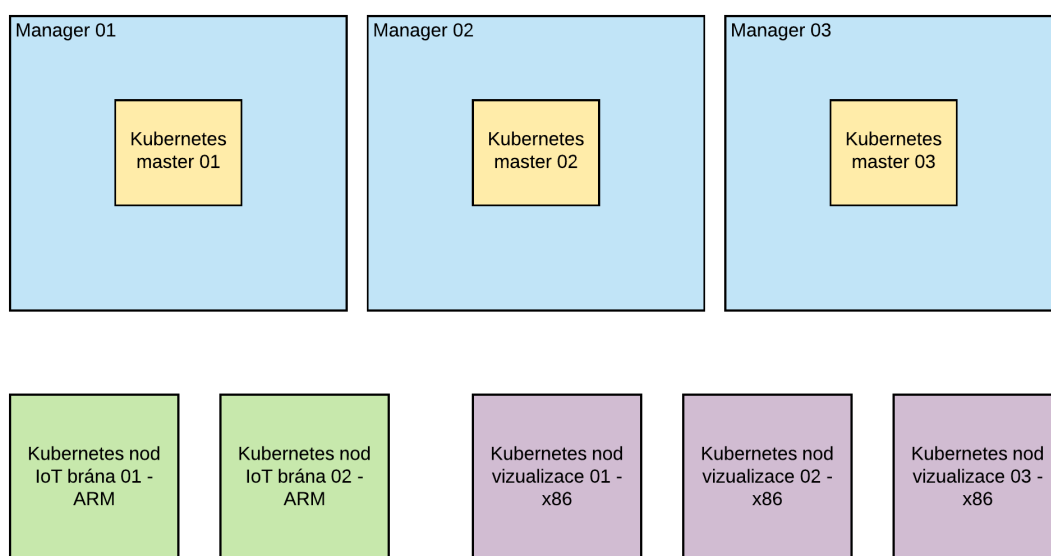 Manager 01
Manager 02
Manager 03
Kubernetes
master 01
Kubernetes
master 02
Kubernetes
master 03
Kubernetes nod
IoT brána 01 -
ARM
Kubernetes nod
IoT brána 02 -
ARM
Kubernetes nod
vizualizace 01 -
x86
Kubernetes nod
vizualizace 02 -
x86
Kubernetes nod
vizualizace 03 -
x86